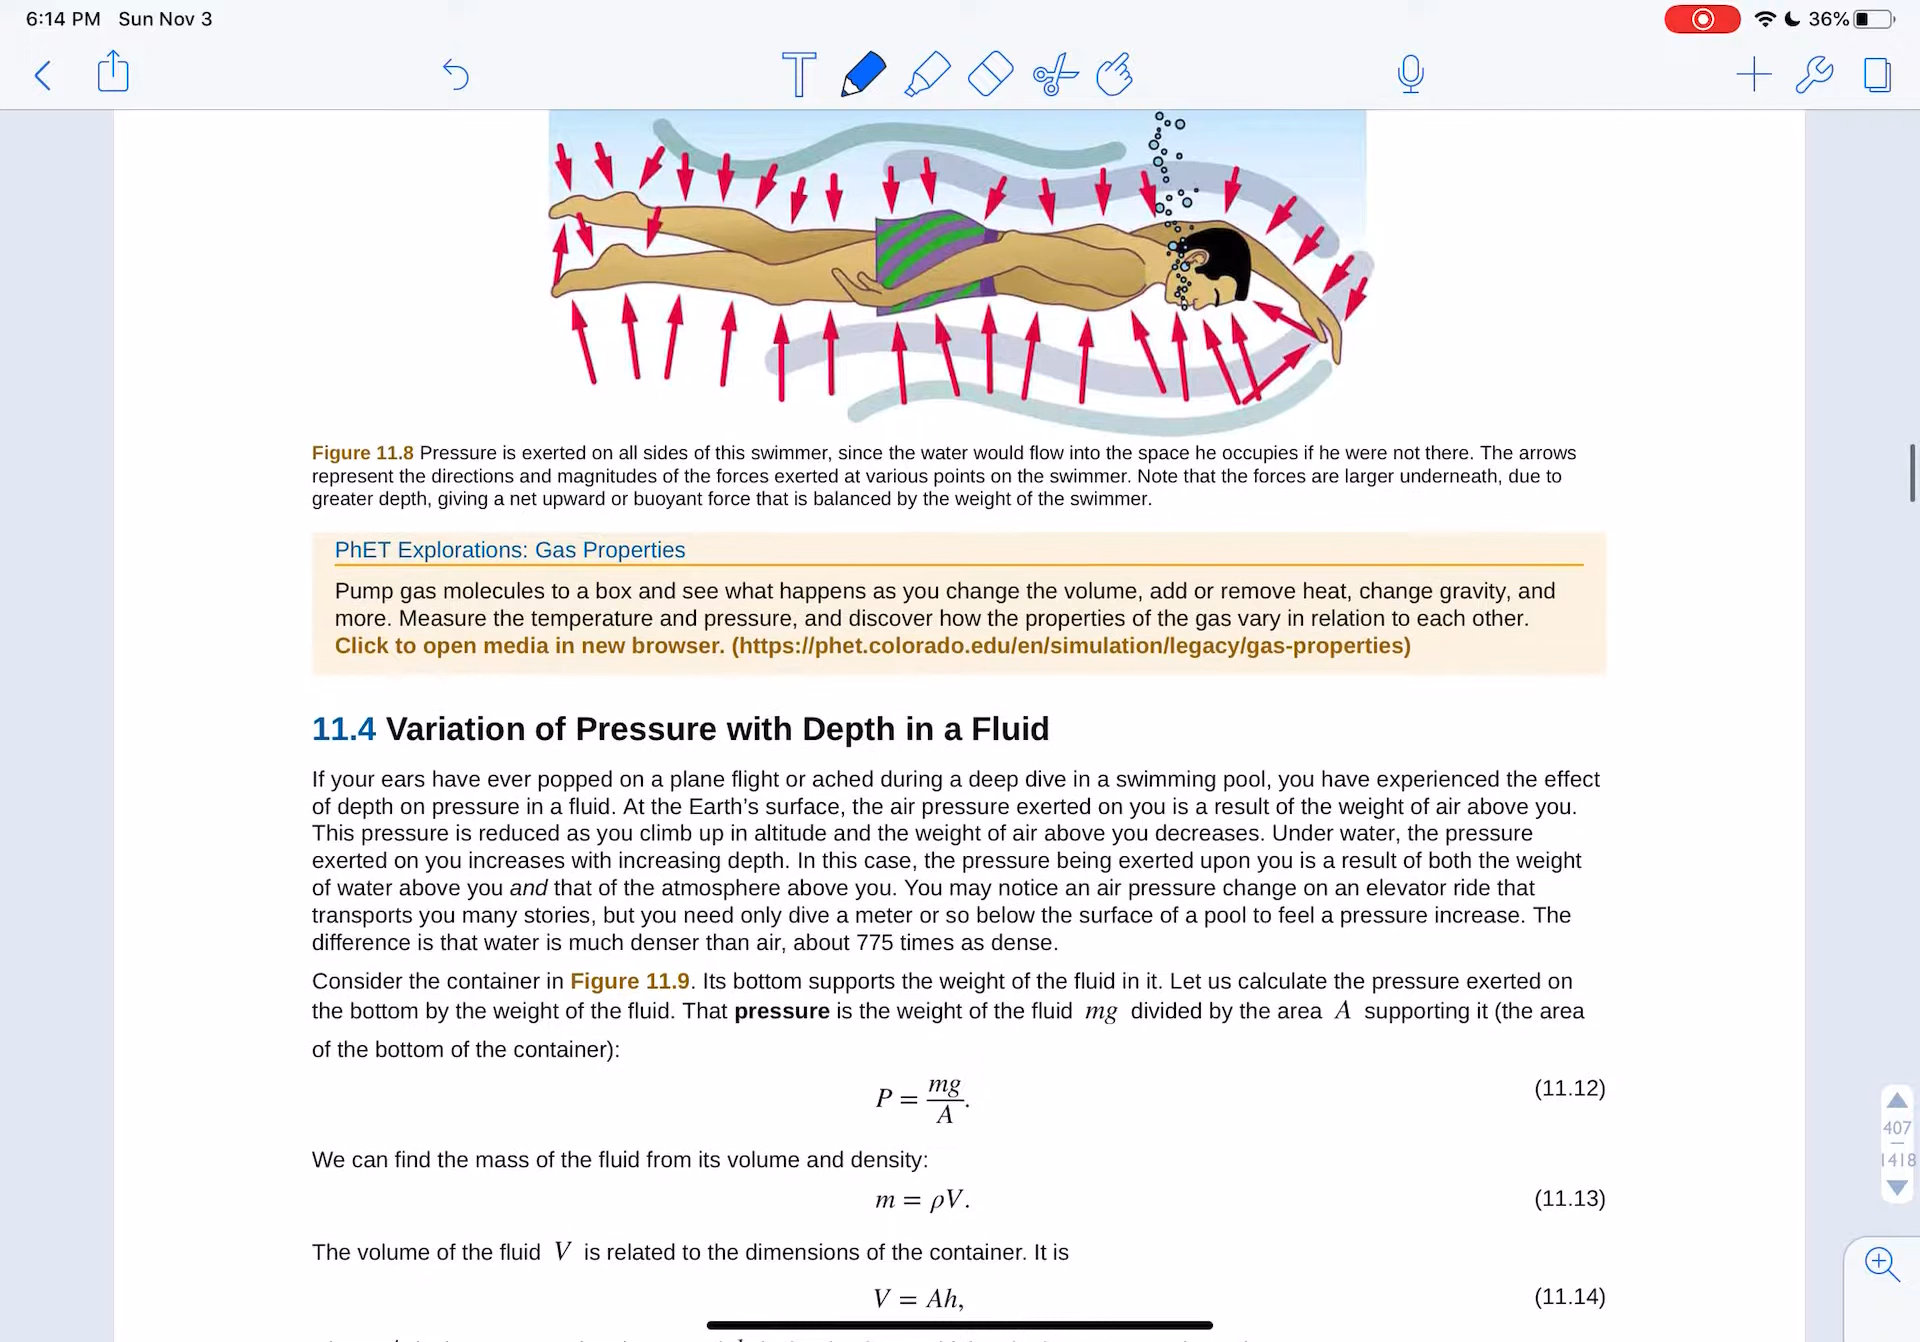 6:14 PM Sun Nov 3
36%
T
Figure 11.8 Pressure is exerted on all sides of this swimmer, since the water would flow into the space he occupies if he were not there. The arrows
represent the directions and magnitudes of the forces exerted at various points on the swimmer. Note that the forces are larger underneath, due to
greater depth, giving a net upward or buoyant force that is balanced by the weight of the swimmer.
PhET Explorations: Gas Properties
Pump gas molecules to a box and see what happens as you change the volume, add or remove heat, change gravity, and
more. Measure the temperature and pressure, and discover how the properties of the gas vary in relation to each other.
Click to open media in new browser. (https://phet.colorado.edu/en/simulation/legacy/gas-properties)
11.4 Variation of Pressure with Depth in a Fluid
If your ears have ever popped on a plane flight or ached during a deep dive in a swimming pool, you have experienced the effect
of depth on pressure in a fluid. At the Earth’s surface, the air pressure exerted on you is a result of the weight of air above you.
This pressure is reduced as you climb up in altitude and the weight of air above you decreases. Under water, the pressure
exerted on you increases with increasing depth. In this case, the pressure being exerted upon you is a result of both the weight
of water above you and that of the atmosphere above you. You may notice an air pressure change on an elevator ride that
transports you many stories, but you need only dive a meter or so below the surface of a pool to feel a pressure increase. The
difference is that water is much denser than air, about 775 times as dense.
Consider the container in Figure 11.9. Its bottom supports the weight of the fluid in it. Let us calculate the pressure exerted on
the bottom by the weight of the fluid. That pressure is the weight of the fluid mg divided by the area A supporting it (the area
of the bottom of the container):
P = mg/A. (11.12)
We can find the mass of the fluid from its volume and density:
m = ρV. (11.13)
The volume of the fluid V is related to the dimensions of the container. It is
V = Ah, (11.14)
407
1418